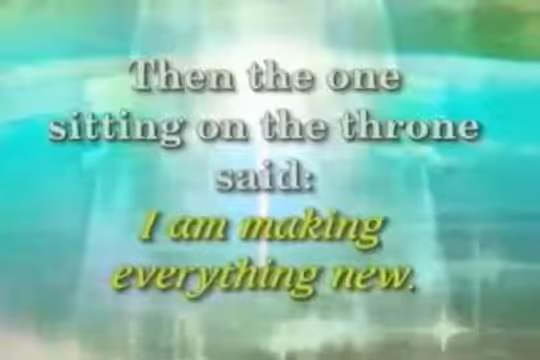 Then the one
sitting on the throne
said:
I am making
everything new.